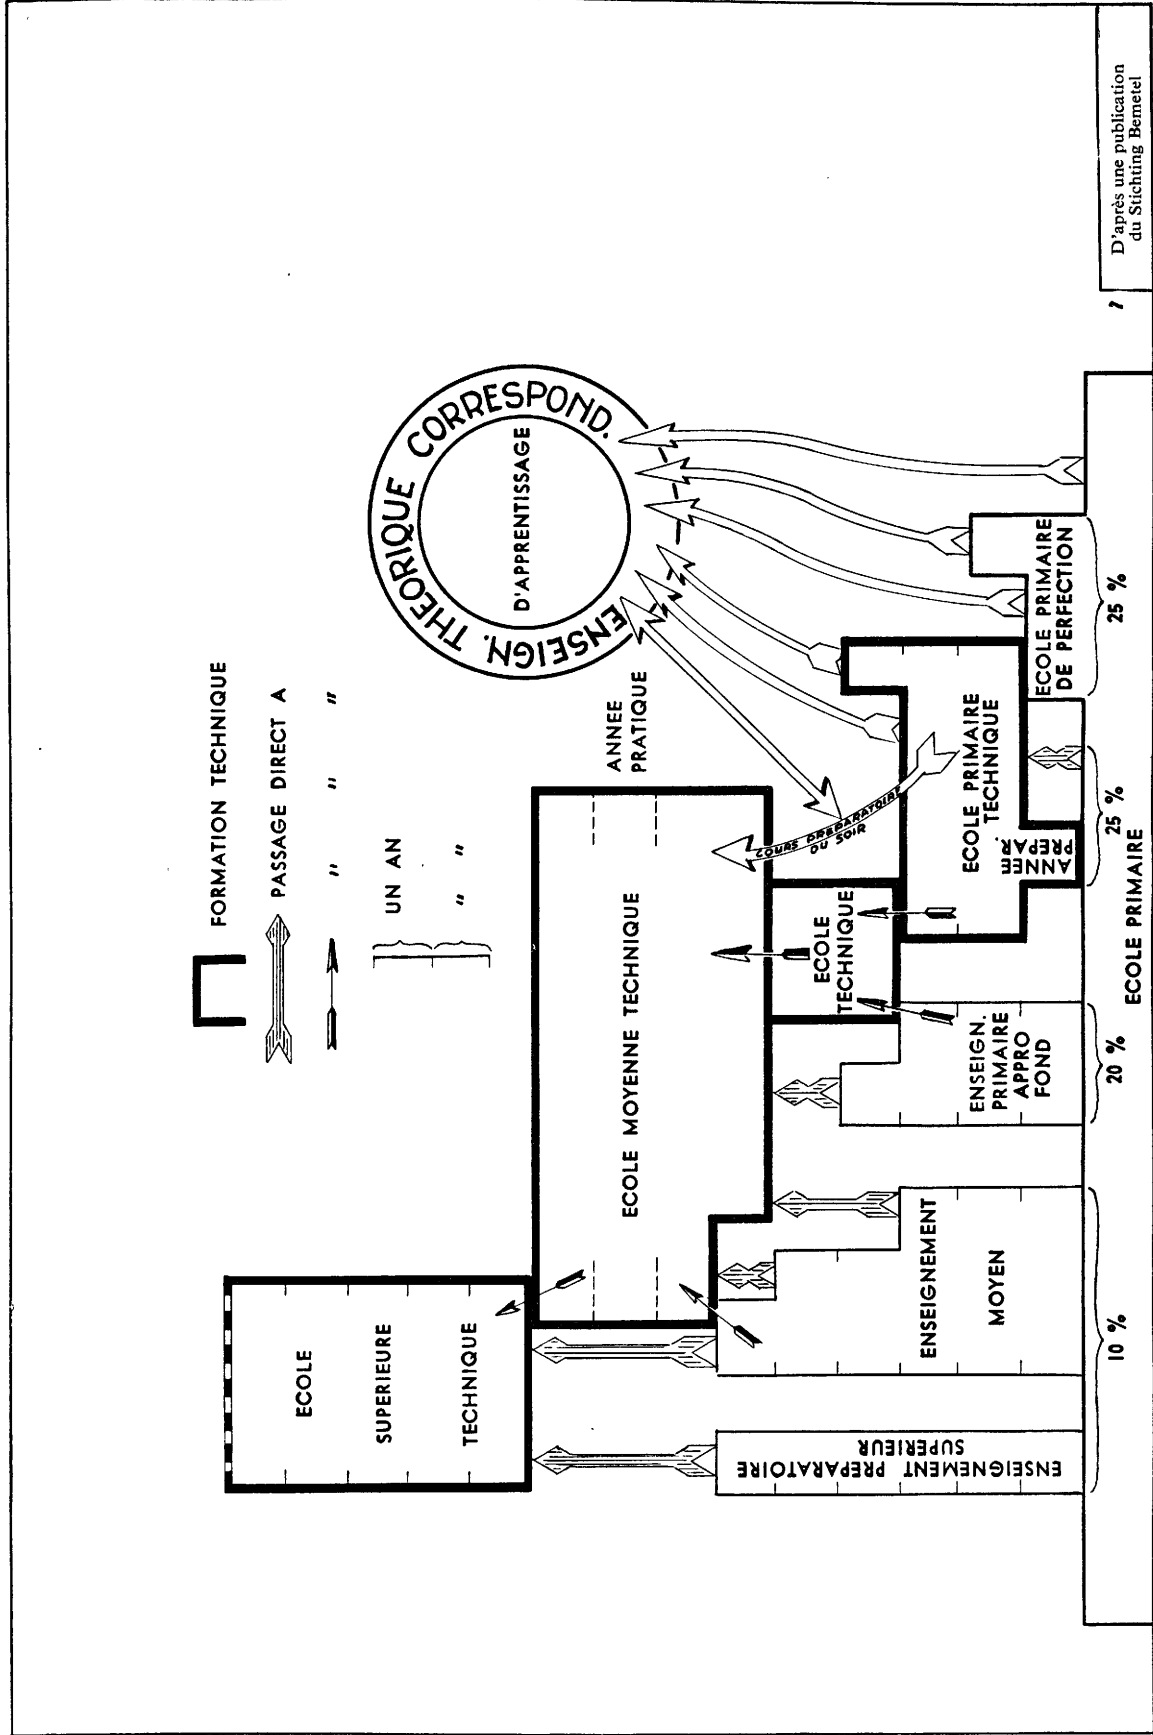 FORMATION TECHNIQUE
PASSAGE DIRECT A
" " "
UN AN
" "
ENSEIGN. THEORIQUE CORRESPOND.
D'APPRENTISSAGE
ANNEE
PRATIQUE
ECOLE
SUPERIEURE
TECHNIQUE
ECOLE MOYENNE TECHNIQUE
COURS PREPARATOIRE
DU SOIR
ECOLE
TECHNIQUE
ENSEIGNEMENT PREPARATOIRE
SUPERIEUR
ENSEIGNEMENT
MOYEN
ENSEIGN.
PRIMAIRE
APPRO
FOND
ECOLE PRIMAIRE
TECHNIQUE
ANNEE
PREPAR.
ECOLE PRIMAIRE
DE PERFECTION
10 %
20 %
25 %
25 %
ECOLE PRIMAIRE
D'après une publication
du Stichting Bemetel